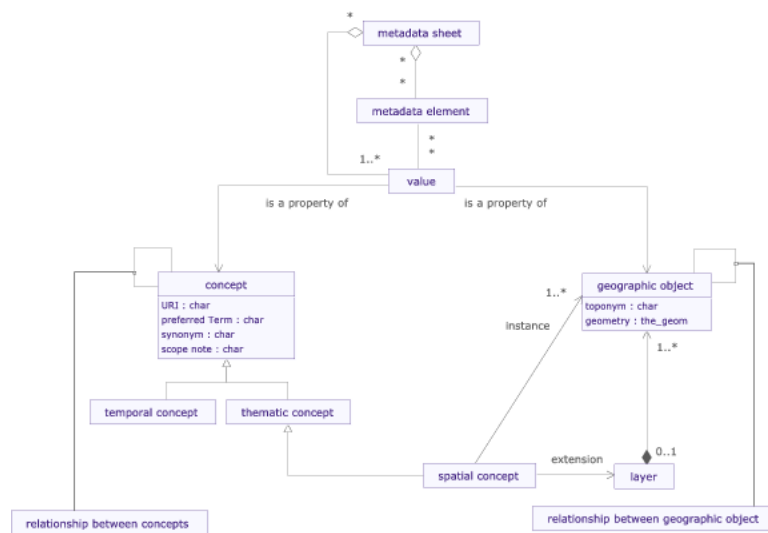 *
metadata sheet
*
*
metadata element
*
*
1..*
value
is a property of
is a property of
concept
URI : char
preferred Term : char
synonym : char
scope note : char
geographic object
toponym : char
geometry : the_geom
1..*
instance
1..*
temporal concept
thematic concept
0..1
extension
spatial concept
layer
relationship between concepts
relationship between geographic object